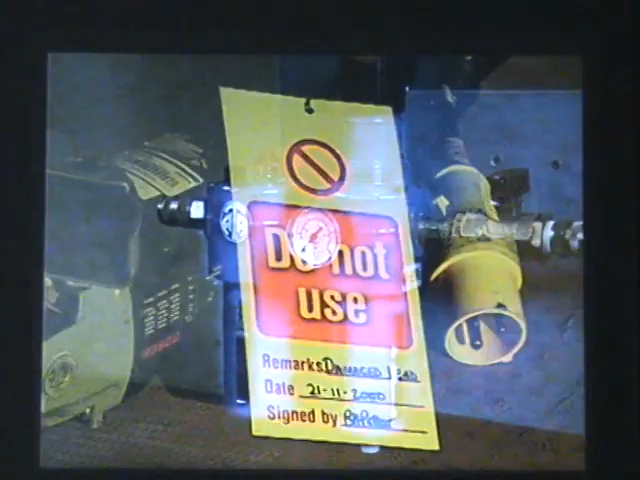 Do not
use
Remarks DAMAGED LEAD
Date 21-11-2000
Signed by